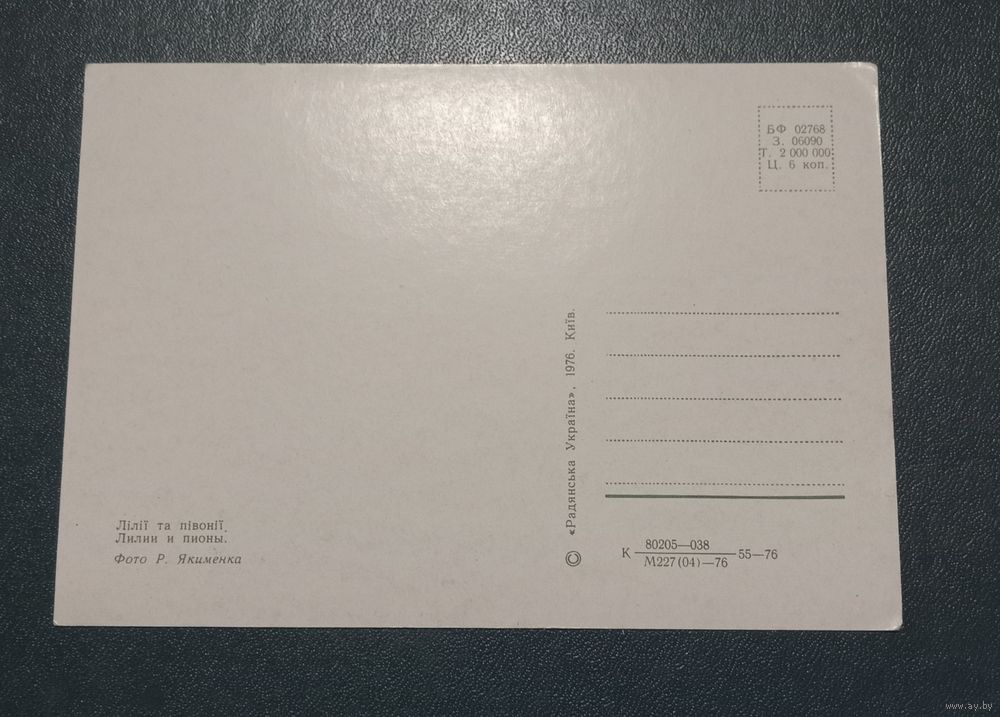 БФ 02768
З. 06090
Т. 2 000 000
Ц. 6 коп.
© «Радянська Україна», 1976. Київ.
Лілії та півонії.
Лилии и пионы.
Фото Р. Якименка
К 80205—038 55—76
М227(04)—76
www.ay.by